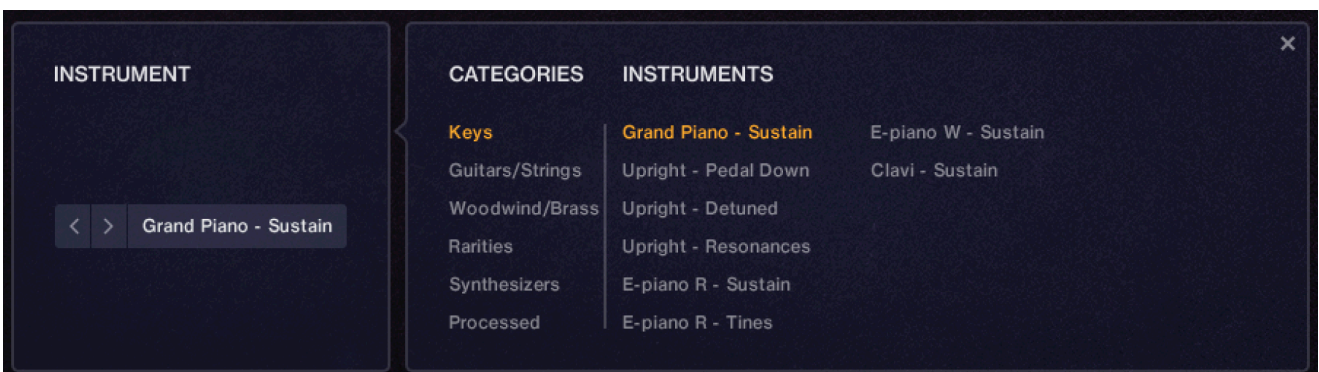 INSTRUMENT
< > Grand Piano - Sustain
CATEGORIES
Keys
Guitars/Strings
Woodwind/Brass
Rarities
Synthesizers
Processed
INSTRUMENTS
Grand Piano - Sustain
Upright - Pedal Down
Upright - Detuned
Upright - Resonances
E-piano R - Sustain
E-piano R - Tines
E-piano W - Sustain
Clavi - Sustain